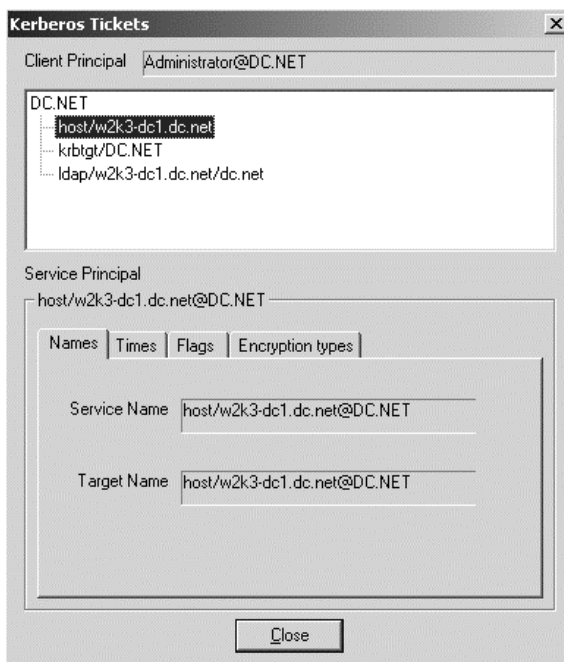 Kerberos Tickets
Client Principal Administrator@DC.NET
DC.NET
host/w2k3-dc1.dc.net
krbtgt/DC.NET
ldap/w2k3-dc1.dc.net/dc.net
Service Principal
host/w2k3-dc1.dc.net@DC.NET
Names Times Flags Encryption types
Service Name host/w2k3-dc1.dc.net@DC.NET
Target Name host/w2k3-dc1.dc.net@DC.NET
Close